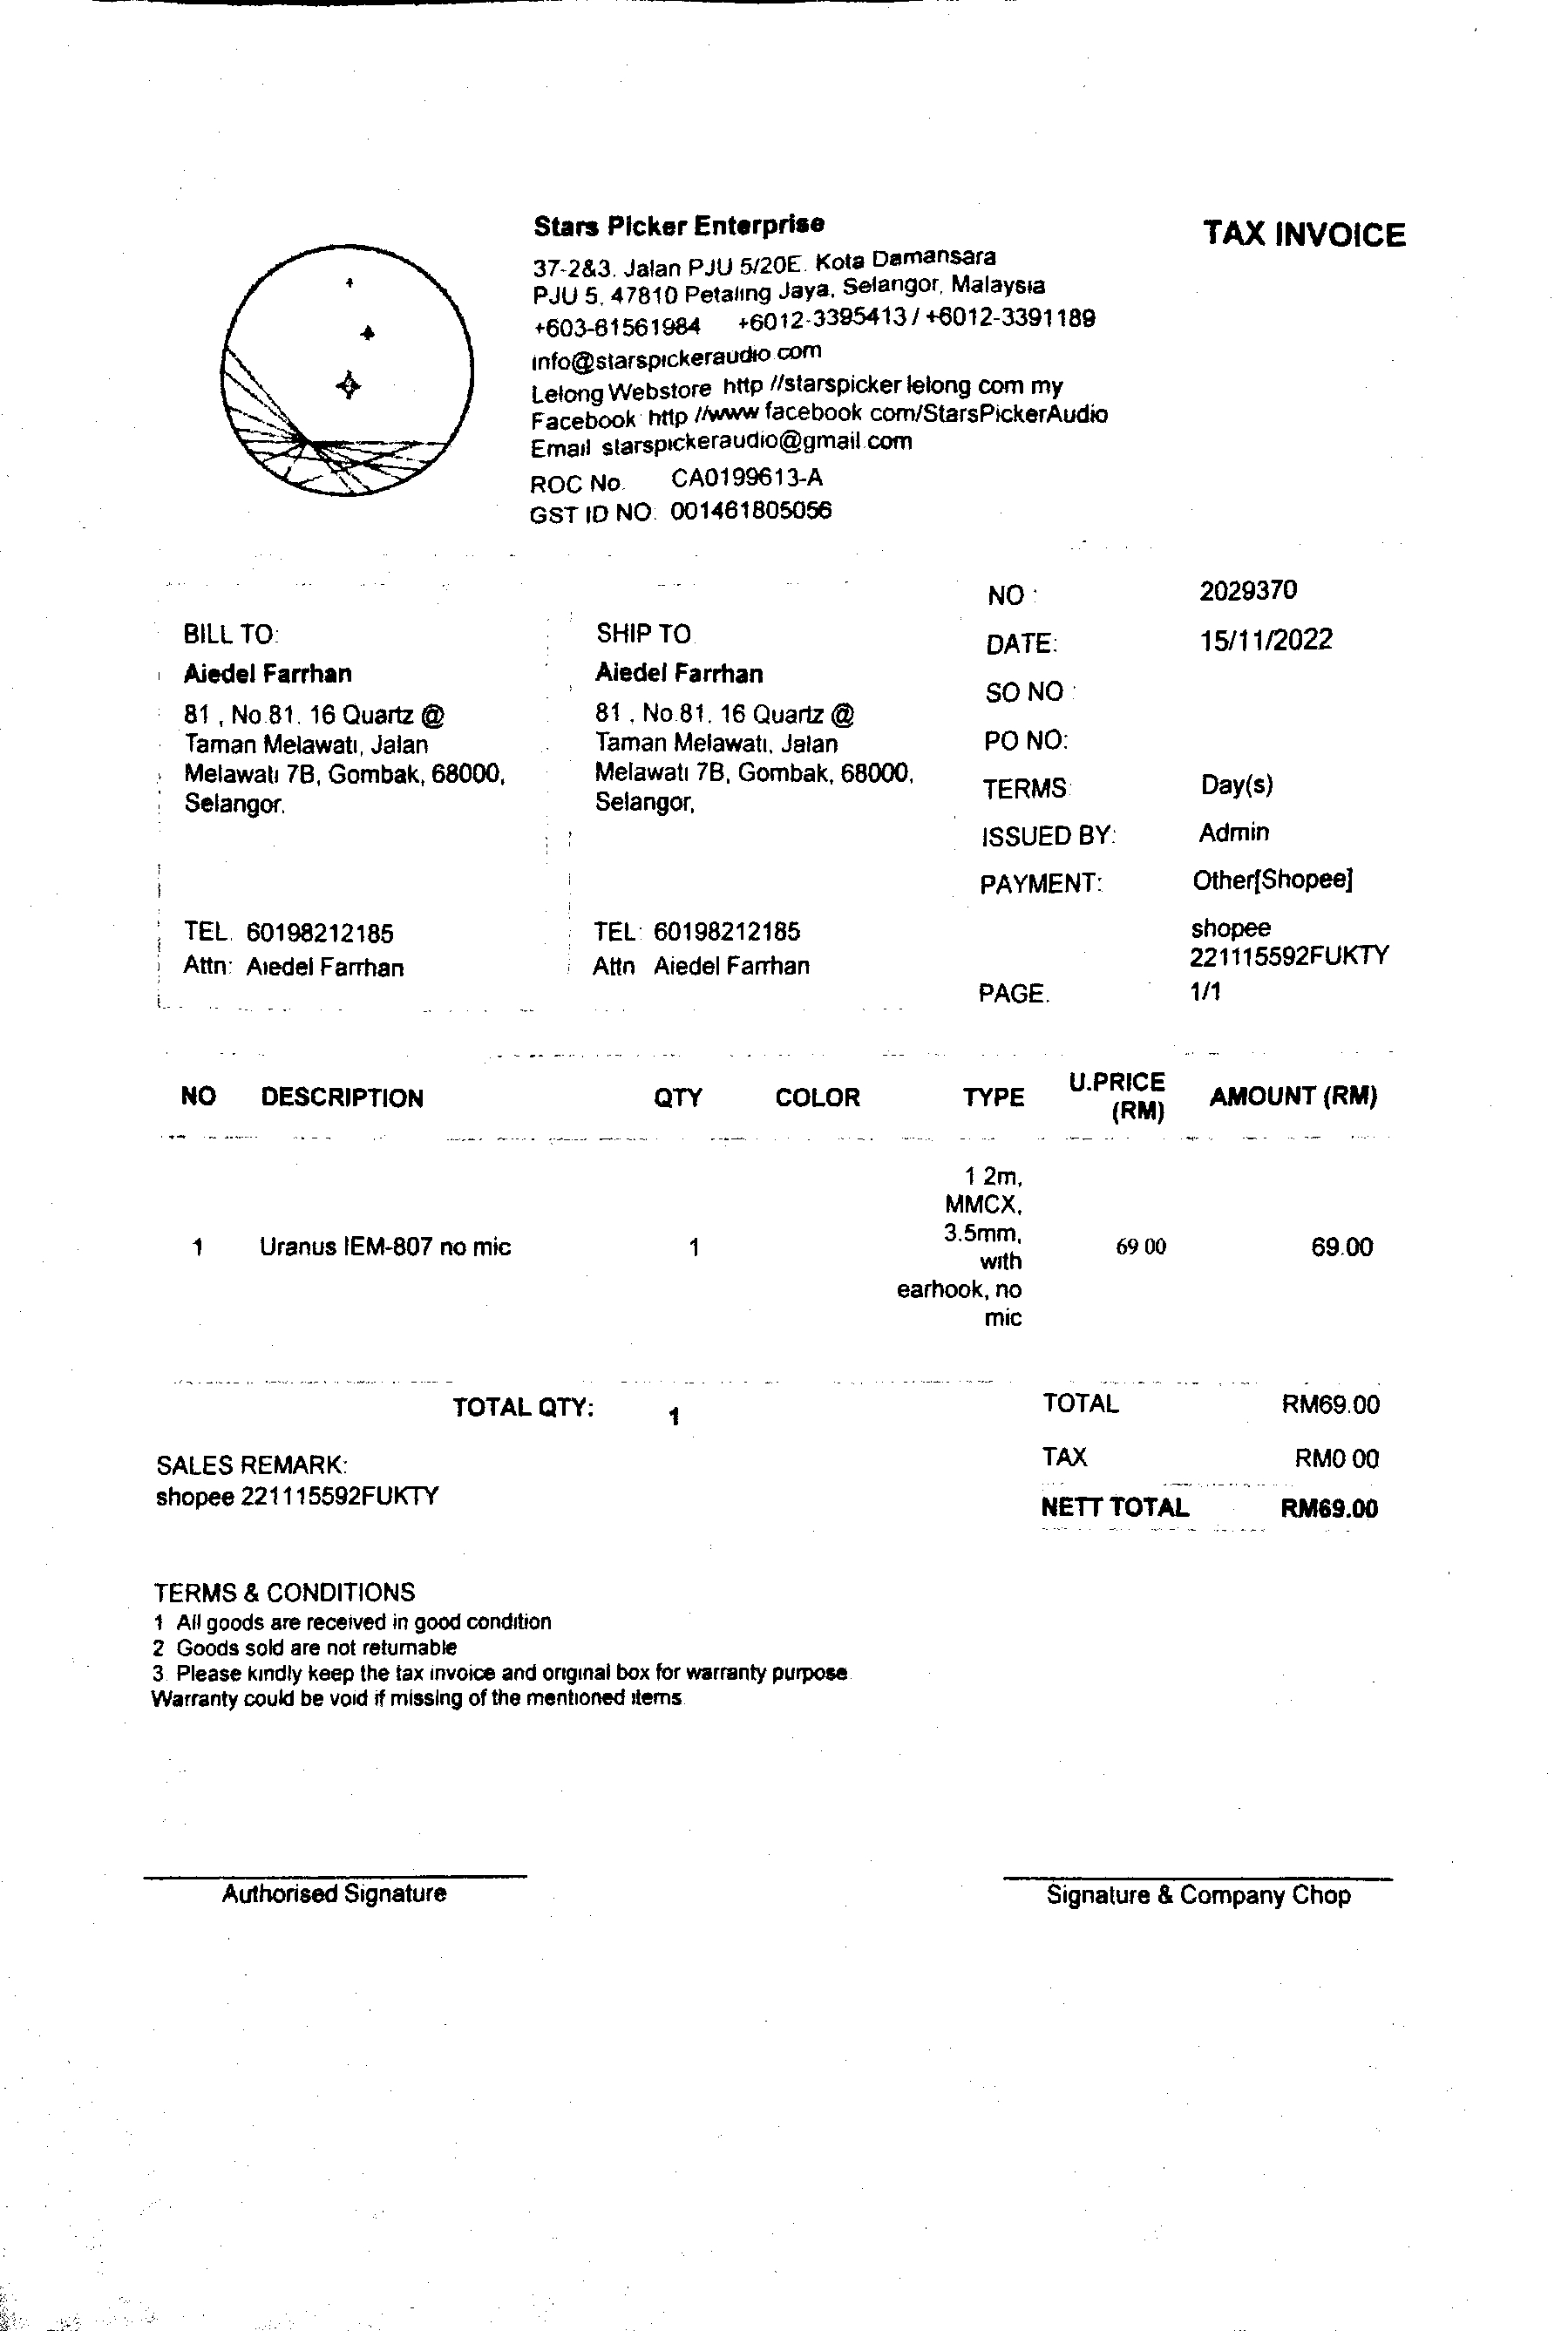 Stars Picker Enterprise
TAX INVOICE
37-2&3. Jalan PJU 5/20E. Kota Damansara
PJU 5, 47810 Petaling Jaya, Selangor, Malaysia
+603-61561984 +6012-3395413 / +6012-3391189
info@starspickeraudio.com
Lelong Webstore http //starspicker lelong com my
Facebook http //www facebook com/StarsPickerAudio
Email starspickeraudio@gmail.com
ROC No. CA0199613-A
GST ID NO: 001461805056
NO : 2029370
DATE: 15/11/2022
SO NO :
PO NO:
TERMS: Day(s)
ISSUED BY: Admin
PAYMENT: Other[Shopee]
shopee
221115592FUKTY
PAGE. 1/1
BILL TO:
Aiedel Farrhan
81 , No.81. 16 Quartz @
Taman Melawati, Jalan
Melawati 7B, Gombak, 68000,
Selangor.
TEL. 60198212185
Attn: Aiedel Farrhan
SHIP TO
Aiedel Farrhan
81 , No.81. 16 Quartz @
Taman Melawati, Jalan
Melawati 7B, Gombak, 68000,
Selangor,
TEL: 60198212185
Attn Aiedel Farrhan
NO DESCRIPTION QTY COLOR TYPE U.PRICE (RM) AMOUNT (RM)
1 Uranus IEM-807 no mic 1 1 2m, MMCX, 3.5mm, with earhook, no mic 69 00 69.00
TOTAL QTY: 1
TOTAL RM69.00
TAX RM0 00
NETT TOTAL RM69.00
SALES REMARK:
shopee 221115592FUKTY
TERMS & CONDITIONS
1 All goods are received in good condition
2 Goods sold are not returnable
3 Please kindly keep the tax invoice and original box for warranty purpose.
Warranty could be void if missing of the mentioned items
Authorised Signature
Signature & Company Chop